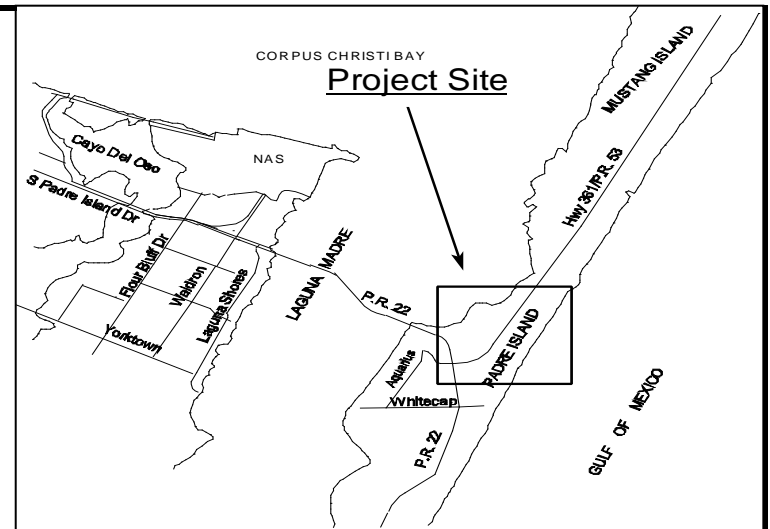 CORPUS CHRISTI BAY
Project Site
MUSTANG ISLAND
Cayo Del Oso
NAS
S Padre Island Dr
Hwy 361/P.R. 53
Flour Bluff Dr
Waldron
Laguna Shores
LAGUNA MADRE
P.R. 22
Yorktown
Aquarius
PADRE ISLAND
Whitecap
P.R. 22
GULF OF MEXICO